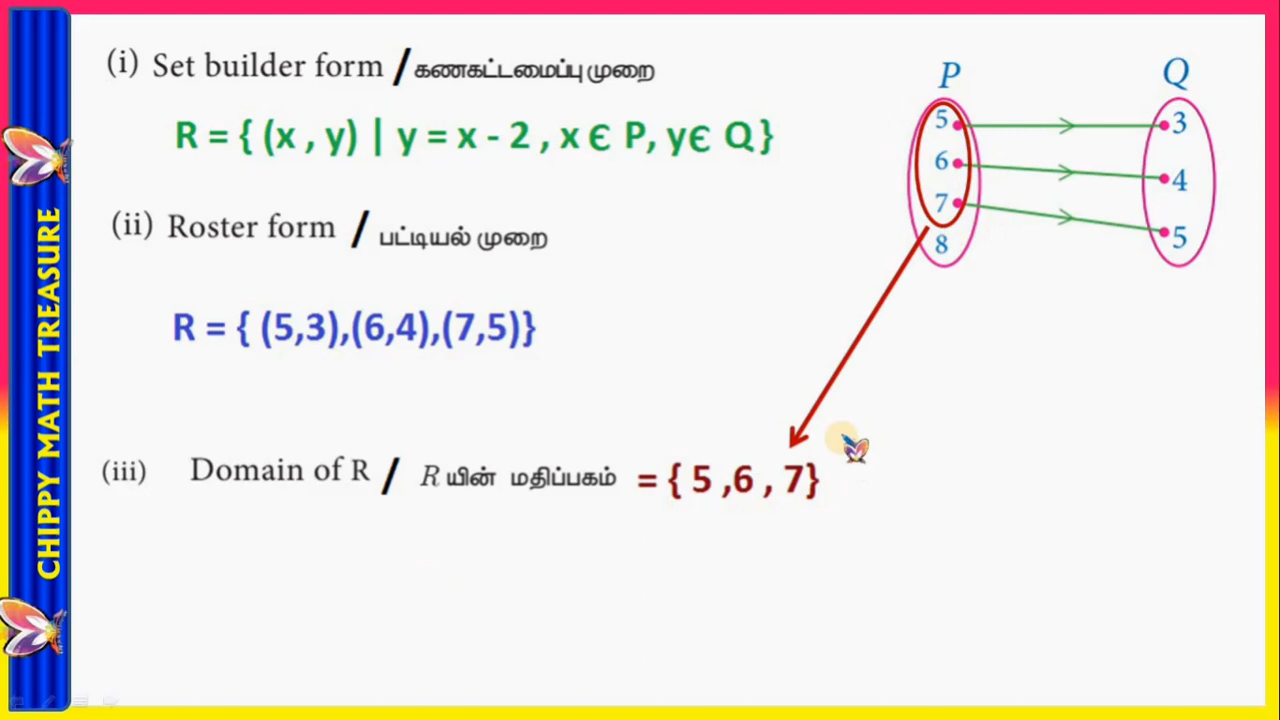 (i) Set builder form / கணகட்டமைப்பு முறை
R = { (x , y) | y = x - 2 , x Є P, yЄ Q }
(ii) Roster form / பட்டியல் முறை
R = { (5,3),(6,4),(7,5)}
(iii) Domain of R / R யின் மதிப்பகம் = { 5 ,6 , 7}
P Q
5 3
6 4
7 5
8
CHIPPY MATH TREASURE